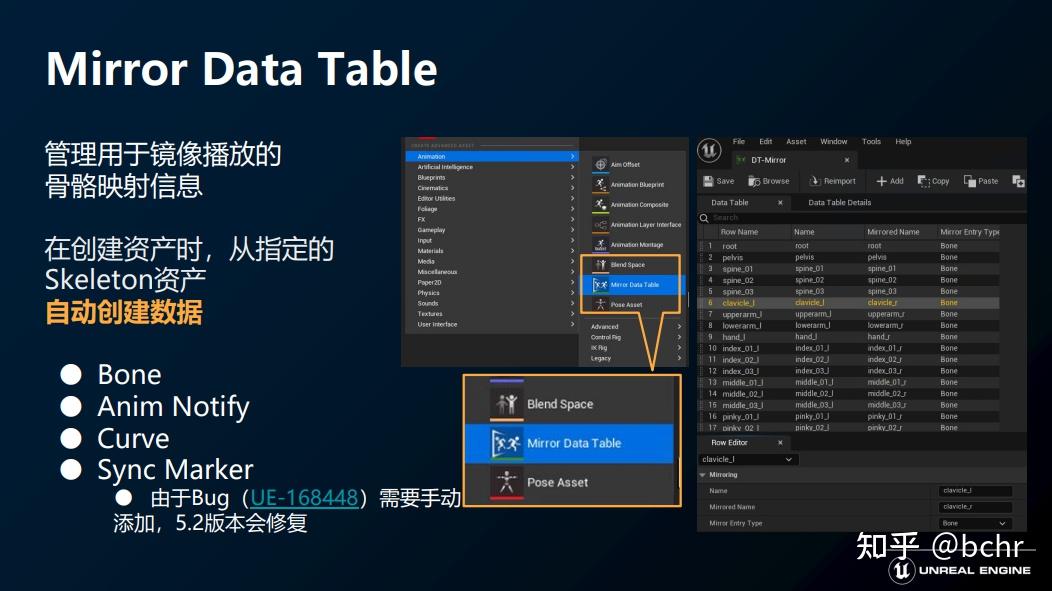 Mirror Data Table
管理用于镜像播放的
骨骼映射信息
在创建资产时，从指定的
Skeleton资产
自动创建数据
● Bone
● Anim Notify
● Curve
● Sync Marker
● 由于Bug（UE-168448）需要手动
添加，5.2版本会修复
CREATE ADVANCED ASSET
Animation
Artificial Intelligence
Blueprints
Cinematics
Editor Utilities
Foliage
FX
Gameplay
Input
Materials
Media
Miscellaneous
Paper2D
Physics
Sounds
Textures
User Interface
Aim Offset
Animation Blueprint
Animation Composite
Animation Layer Interface
Animation Montage
Blend Space
Mirror Data Table
Pose Asset
Advanced
Control Rig
IK Rig
Legacy
Blend Space
Mirror Data Table
Pose Asset
File Edit Asset Window Tools Help
DT-Mirror
Save Browse Reimport Add Copy Paste
Data Table Data Table Details
Search
Row Name Name Mirrored Name Mirror Entry Type
1 root root root Bone
2 pelvis pelvis pelvis Bone
3 spine_01 spine_01 spine_01 Bone
4 spine_02 spine_02 spine_02 Bone
5 spine_03 spine_03 spine_03 Bone
6 clavicle_l clavicle_l clavicle_r Bone
7 upperarm_l upperarm_l upperarm_r Bone
8 lowerarm_l lowerarm_l lowerarm_r Bone
9 hand_l hand_l hand_r Bone
10 index_01_l index_01_l index_01_r Bone
11 index_02_l index_02_l index_02_r Bone
12 index_03_l index_03_l index_03_r Bone
13 middle_01_l middle_01_l middle_01_r Bone
14 middle_02_l middle_02_l middle_02_r Bone
15 middle_03_l middle_03_l middle_03_r Bone
16 pinky_01_l pinky_01_l pinky_01_r Bone
17 pinky_02_l pinky_02_l pinky_02_r Bone
Row Editor
clavicle_l
Mirroring
Name clavicle_l
Mirrored Name clavicle_r
Mirror Entry Type Bone
知乎 @bchr
UNREAL ENGINE